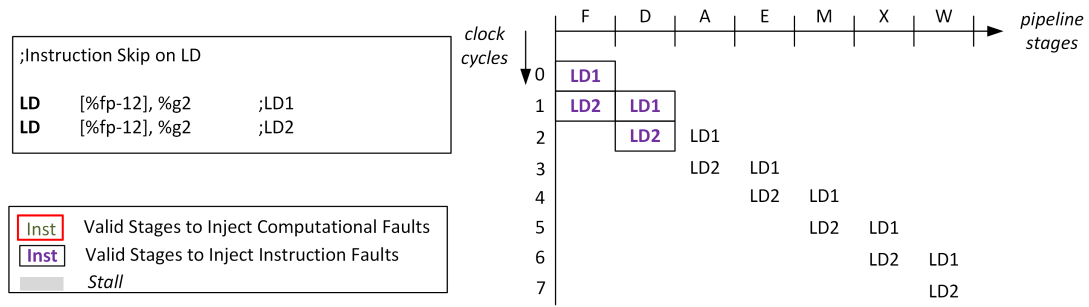 ;Instruction Skip on LD
LD [%fp-12], %g2 ;LD1
LD [%fp-12], %g2 ;LD2
Inst Valid Stages to Inject Computational Faults
Inst Valid Stages to Inject Instruction Faults
Stall
clock
cycles
F D A E M X W
pipeline
stages
0 LD1
1 LD2 LD1
2 LD2 LD1
3 LD2 LD1
4 LD2 LD1
5 LD2 LD1
6 LD2 LD1
7 LD2